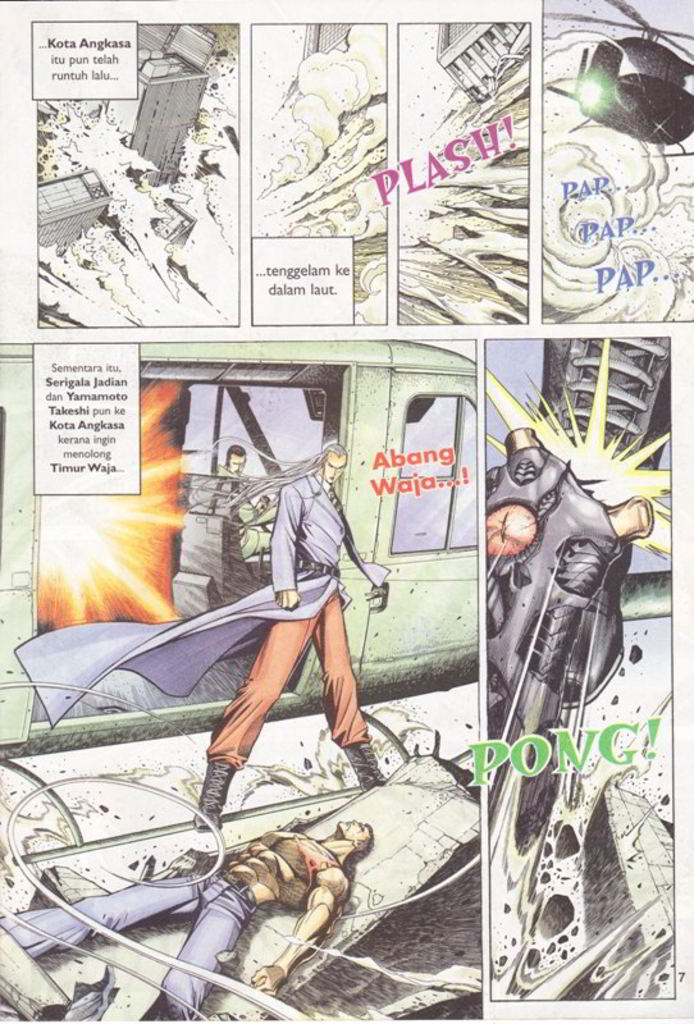 ...Kota Angkasa
itu pun telah
runtuh lalu...
...tenggelam ke
dalam laut.
PLASH!
PAP...
PAP...
PAP...
Sementara itu,
Serigala Jadian
dan Yamamoto
Takeshi pun ke
Kota Angkasa
kerana ingin
menolong
Timur Waja...
Abang
Waja...!
PONG!
7